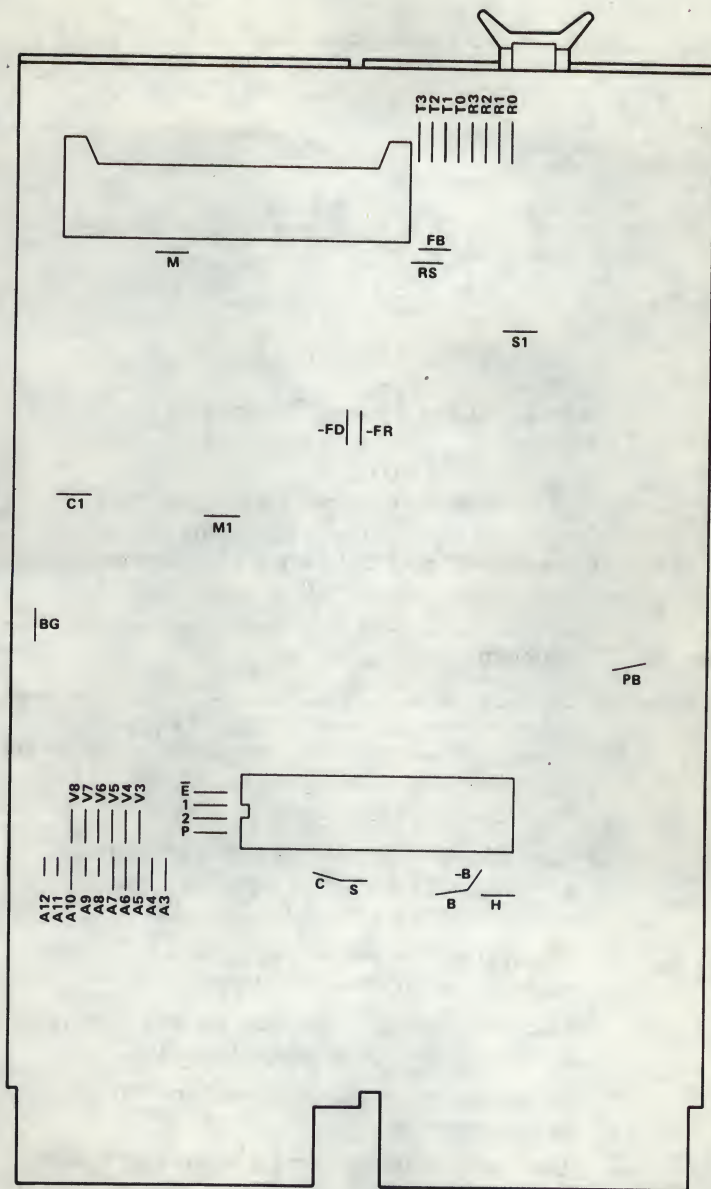 T3
T2
T1
T0
R3
R2
R1
R0
FB
M
RS
S1
-FD
-FR
C1
M1
BG
PB
V8
V7
V6
V5
V4
V3
E̅
1
2
P
A12
A11
A10
A9
A8
A7
A6
A5
A4
A3
C
S
-B
B
H